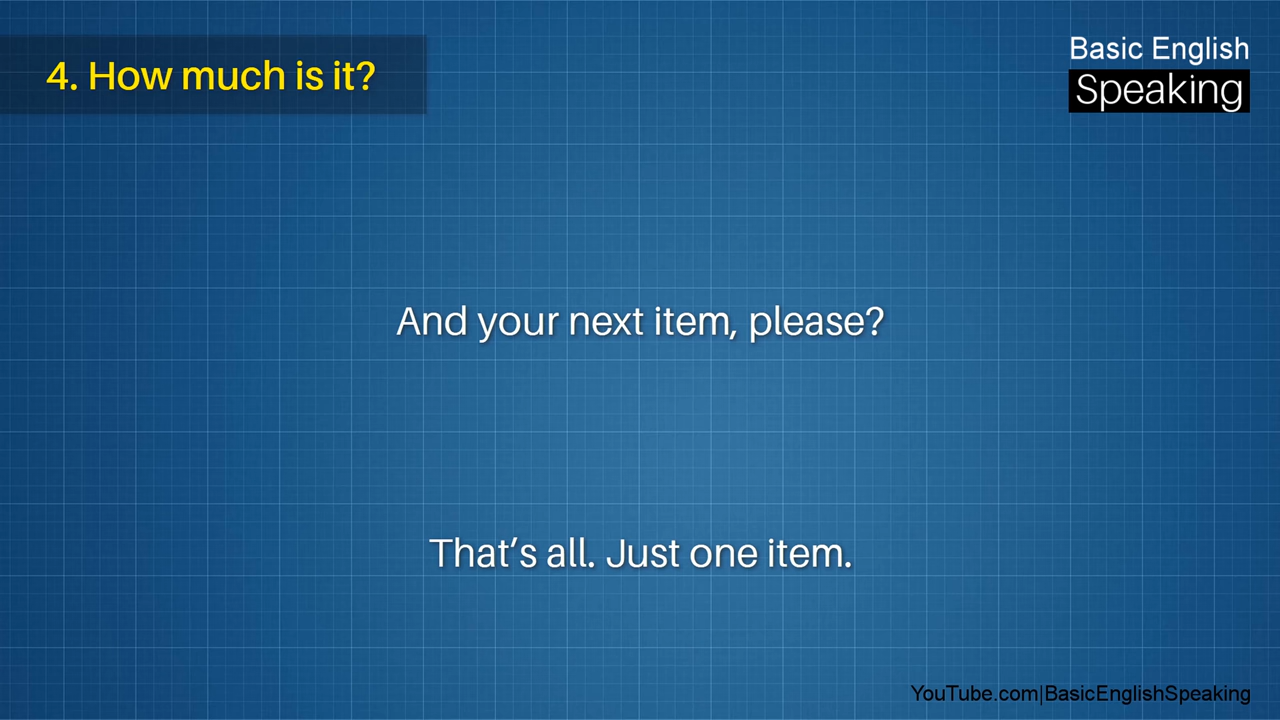 4. How much is it?
Basic English
Speaking
And your next item, please?
That’s all. Just one item.
YouTube.com|BasicEnglishSpeaking